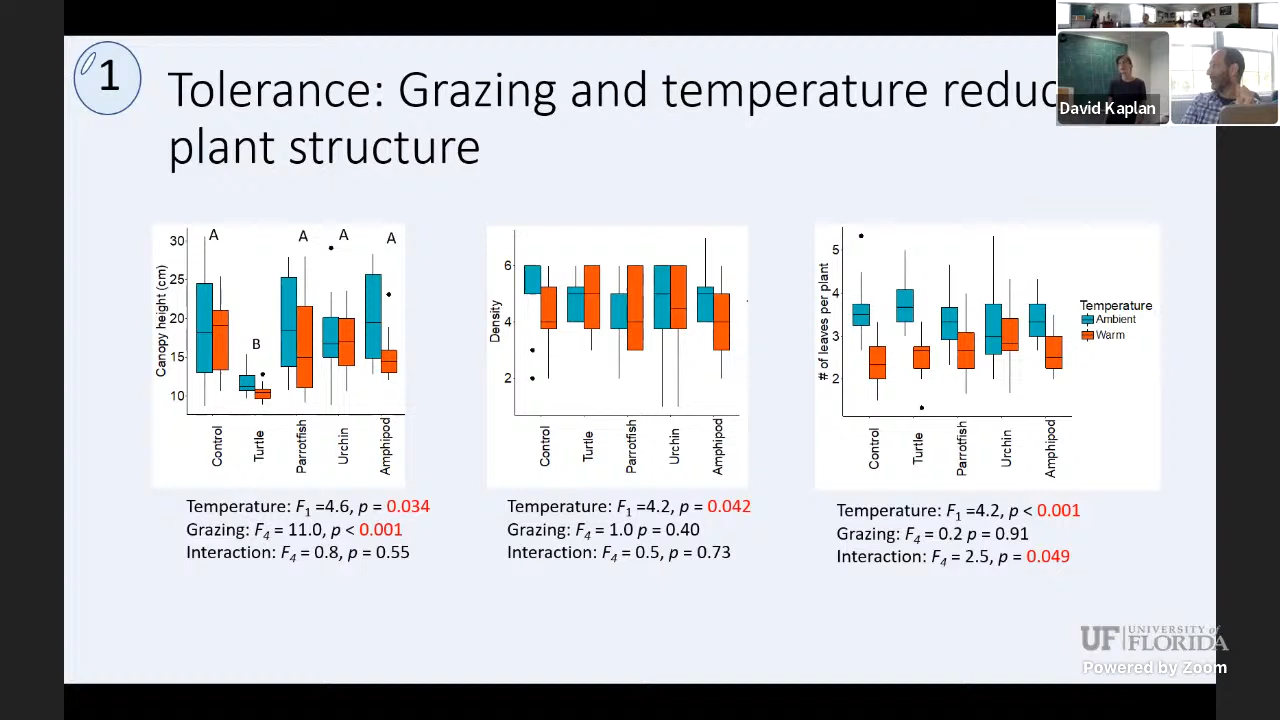 1
Tolerance: Grazing and temperature reduc
plant structure
David Kaplan
Canopy height (cm)
30
25
20
15
10
A
B
A
A
A
Control
Turtle
Parrotfish
Urchin
Amphipod
Density
6
4
2
Control
Turtle
Parrotfish
Urchin
Amphipod
# of leaves per plant
5
4
3
2
Control
Turtle
Parrotfish
Urchin
Amphipod
Temperature
Ambient
Warm
Temperature: F1 =4.6, p = 0.034
Grazing: F4 = 11.0, p < 0.001
Interaction: F4 = 0.8, p = 0.55
Temperature: F1 =4.2, p = 0.042
Grazing: F4 = 1.0 p = 0.40
Interaction: F4 = 0.5, p = 0.73
Temperature: F1 =4.2, p < 0.001
Grazing: F4 = 0.2 p = 0.91
Interaction: F4 = 2.5, p = 0.049
UF UNIVERSITY of
FLORIDA
Powered by Zoom